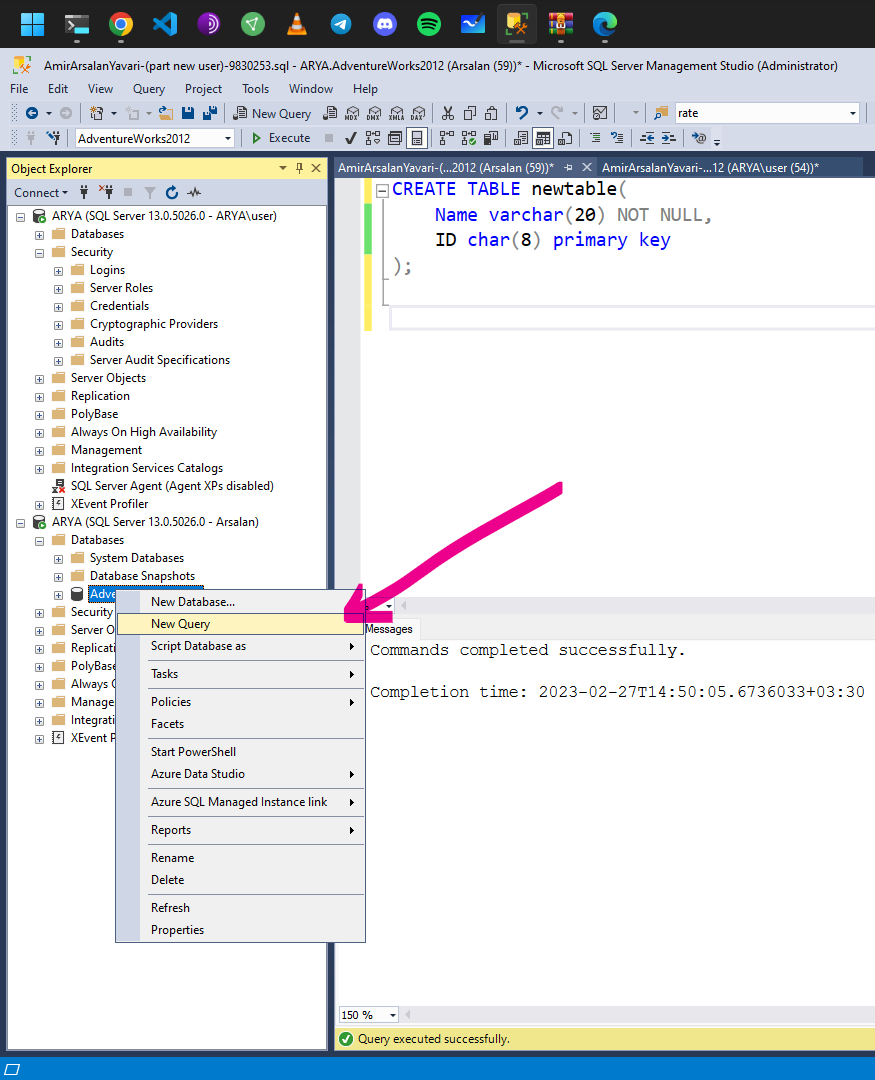 AmirArsalanYavari-(part new user)-9830253.sql - ARYA.AdventureWorks2012 (Arsalan (59))* - Microsoft SQL Server Management Studio (Administrator)
File Edit View Query Project Tools Window Help
New Query MDX DMX XMLA DAX rate
AdventureWorks2012 Execute
Object Explorer
AmirArsalanYavari-(...2012 (Arsalan (59))* AmirArsalanYavari-...12 (ARYA\user (54))*
Connect
ARYA (SQL Server 13.0.5026.0 - ARYA\user)
Databases
Security
Logins
Server Roles
Credentials
Cryptographic Providers
Audits
Server Audit Specifications
Server Objects
Replication
PolyBase
Always On High Availability
Management
Integration Services Catalogs
SQL Server Agent (Agent XPs disabled)
XEvent Profiler
ARYA (SQL Server 13.0.5026.0 - Arsalan)
Databases
System Databases
Database Snapshots
Adve
Security
Server O
Replicati
PolyBase
Always O
Manage
Integrati
XEvent P
New Database...
New Query
Script Database as
Tasks
Policies
Facets
Start PowerShell
Azure Data Studio
Azure SQL Managed Instance link
Reports
Rename
Delete
Refresh
Properties
CREATE TABLE newtable(
Name varchar(20) NOT NULL,
ID char(8) primary key
);
Messages
Commands completed successfully.
Completion time: 2023-02-27T14:50:05.6736033+03:30
150 %
Query executed successfully.